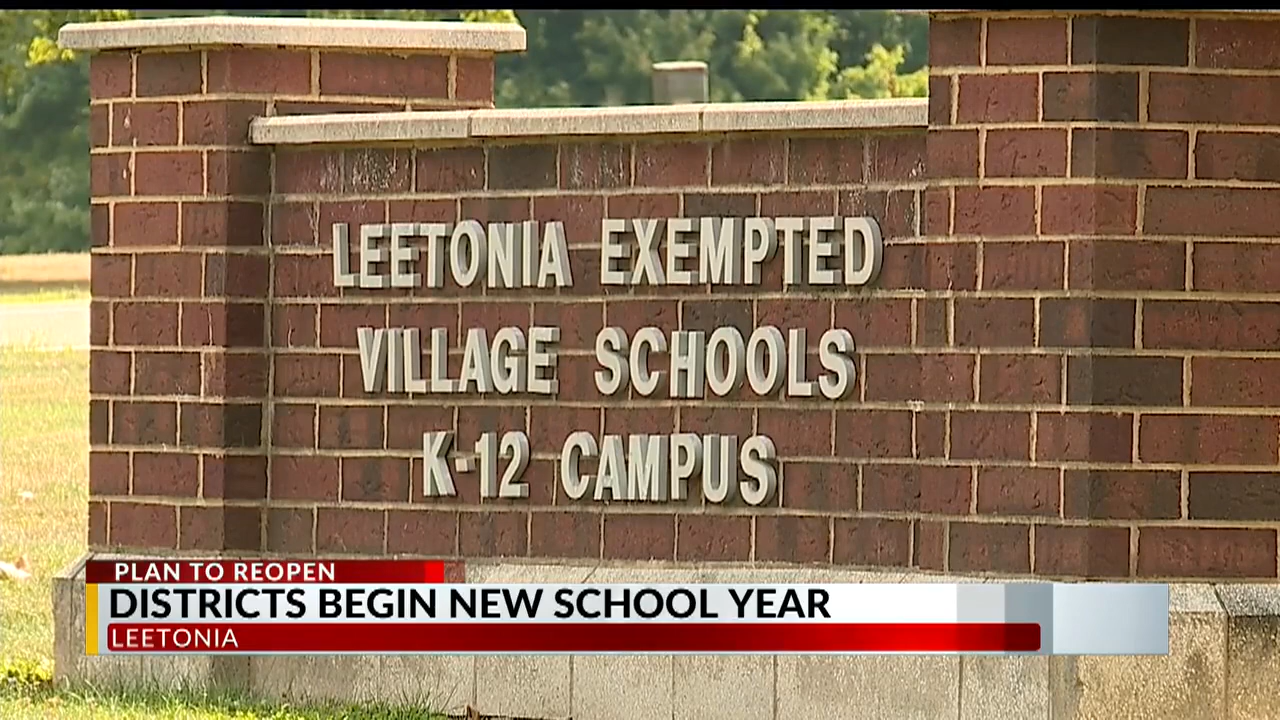 LEETONIA EXEMPTED
VILLAGE SCHOOLS
K-12 CAMPUS
PLAN TO REOPEN
DISTRICTS BEGIN NEW SCHOOL YEAR
LEETONIA